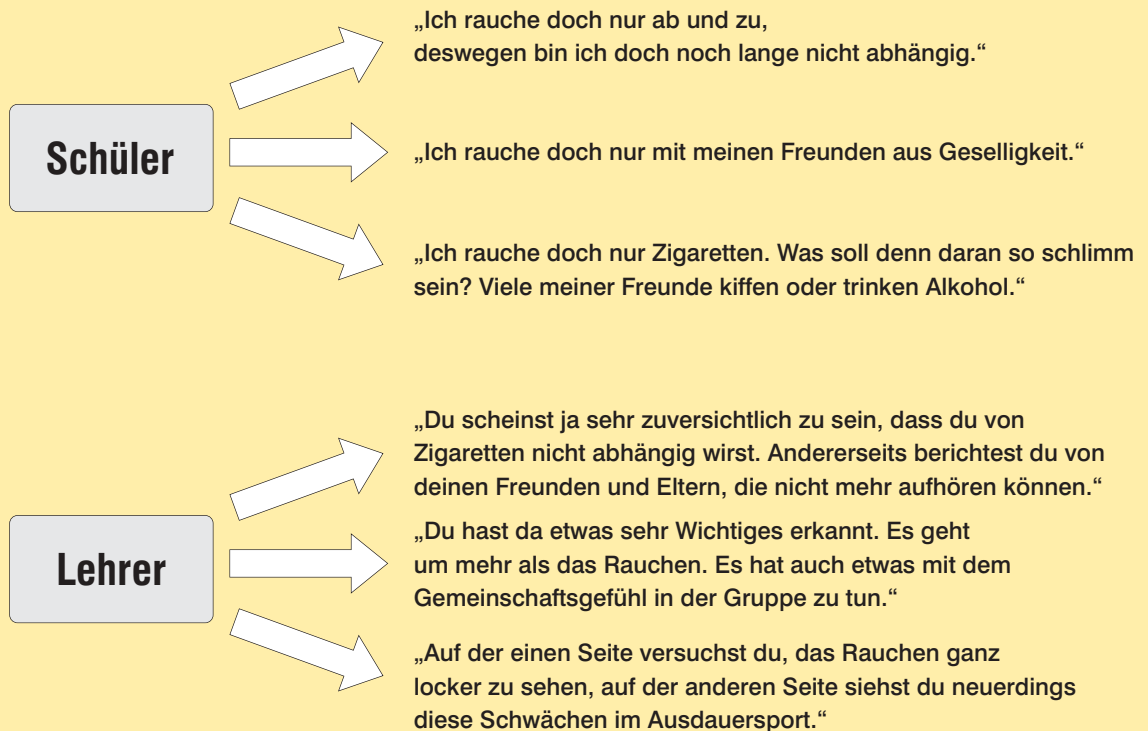 „Ich rauche doch nur ab und zu,
deswegen bin ich doch noch lange nicht abhängig.“
Schüler
„Ich rauche doch nur mit meinen Freunden aus Geselligkeit.“
„Ich rauche doch nur Zigaretten. Was soll denn daran so schlimm
sein? Viele meiner Freunde kiffen oder trinken Alkohol.“
„Du scheinst ja sehr zuversichtlich zu sein, dass du von
Zigaretten nicht abhängig wirst. Andererseits berichtest du von
deinen Freunden und Eltern, die nicht mehr aufhören können.“
Lehrer
„Du hast da etwas sehr Wichtiges erkannt. Es geht
um mehr als das Rauchen. Es hat auch etwas mit dem
Gemeinschaftsgefühl in der Gruppe zu tun.“
„Auf der einen Seite versuchst du, das Rauchen ganz
locker zu sehen, auf der anderen Seite siehst du neuerdings
diese Schwächen im Ausdauersport.“